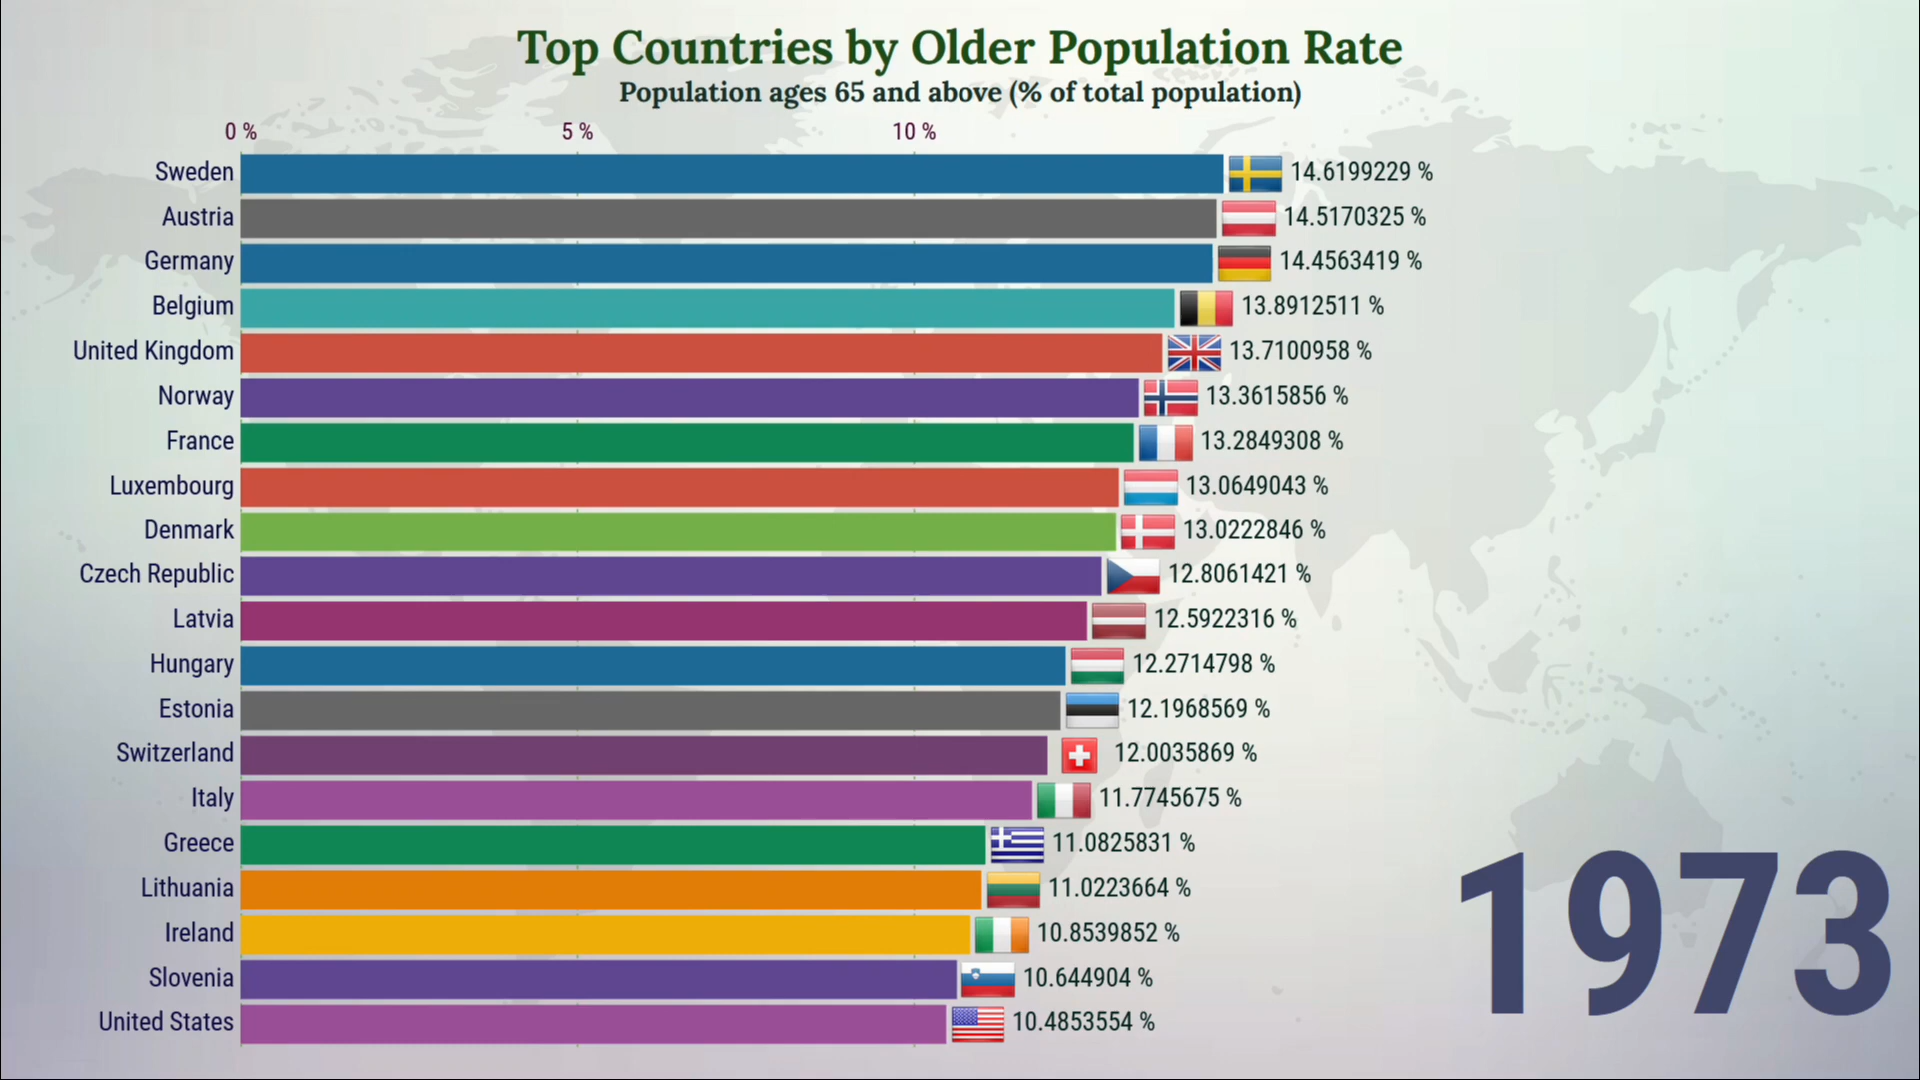 Top Countries by Older Population Rate
Population ages 65 and above (% of total population)
0 % 5 % 10 %
Sweden 14.6199229 %
Austria 14.5170325 %
Germany 14.4563419 %
Belgium 13.8912511 %
United Kingdom 13.7100958 %
Norway 13.3615856 %
France 13.2849308 %
Luxembourg 13.0649043 %
Denmark 13.0222846 %
Czech Republic 12.8061421 %
Latvia 12.5922316 %
Hungary 12.2714798 %
Estonia 12.1968569 %
Switzerland 12.0035869 %
Italy 11.7745675 %
Greece 11.0825831 %
Lithuania 11.0223664 %
Ireland 10.8539852 %
Slovenia 10.644904 %
United States 10.4853554 %
1973